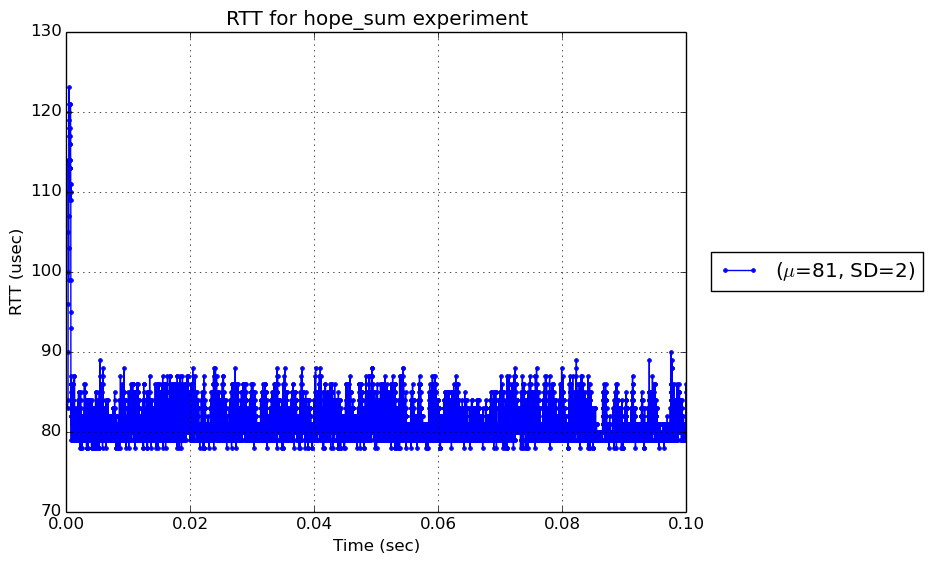 RTT for hope_sum experiment
130
120
110
100
90
80
70
RTT (usec)
0.00 0.02 0.04 0.06 0.08 0.10
Time (sec)
(μ=81, SD=2)